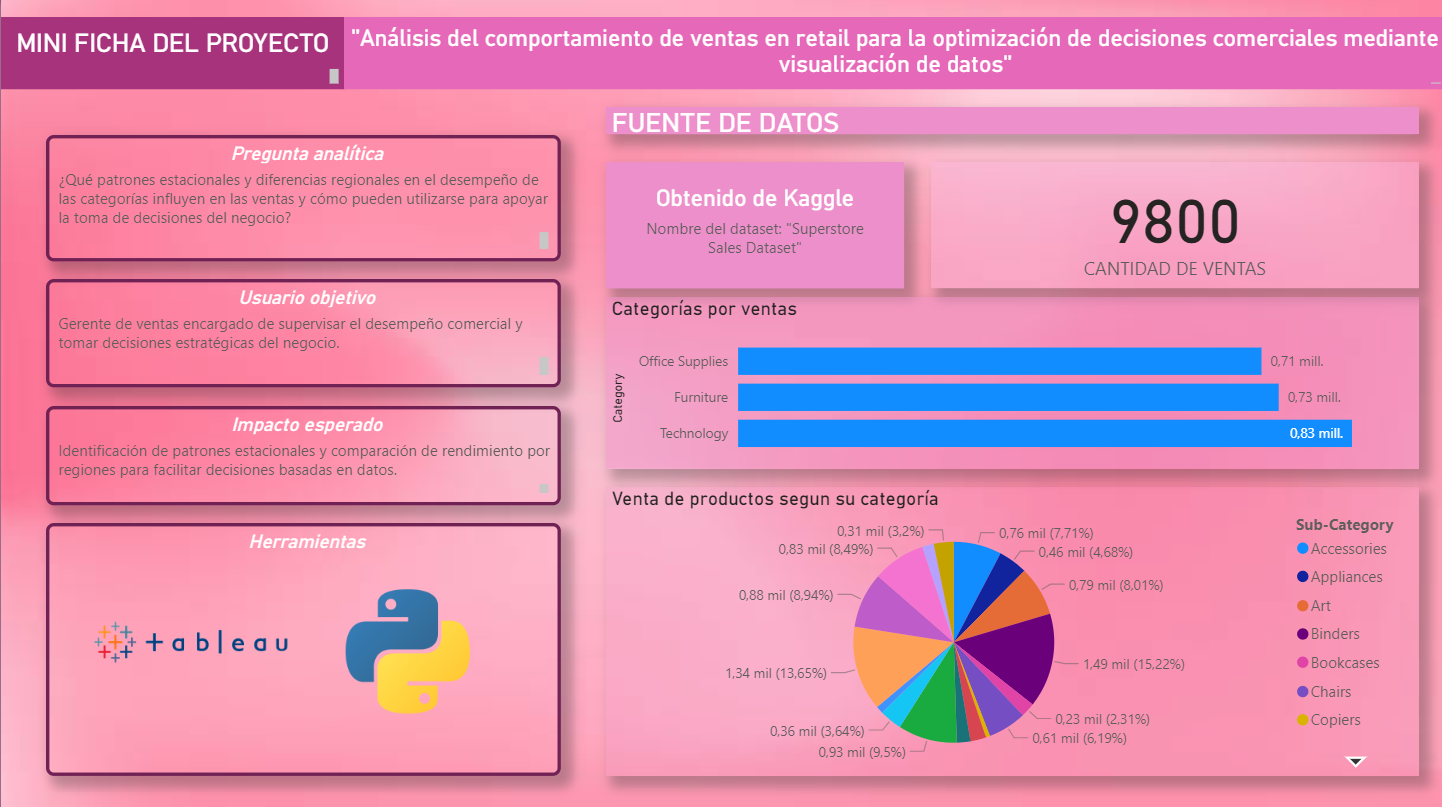 MINI FICHA DEL PROYECTO
"Análisis del comportamiento de ventas en retail para la optimización de decisiones comerciales mediante
visualización de datos"
Pregunta analítica
¿Qué patrones estacionales y diferencias regionales en el desempeño de
las categorías influyen en las ventas y cómo pueden utilizarse para apoyar
la toma de decisiones del negocio?
Usuario objetivo
Gerente de ventas encargado de supervisar el desempeño comercial y
tomar decisiones estratégicas del negocio.
Impacto esperado
Identificación de patrones estacionales y comparación de rendimiento por
regiones para facilitar decisiones basadas en datos.
Herramientas
+ableau
FUENTE DE DATOS
Obtenido de Kaggle
Nombre del dataset: "Superstore
Sales Dataset"
9800
CANTIDAD DE VENTAS
Categorías por ventas
Category
Office Supplies 0,71 mill.
Furniture 0,73 mill.
Technology 0,83 mill.
Venta de productos segun su categoría
0,76 mil (7,71%)
0,46 mil (4,68%)
0,79 mil (8,01%)
1,49 mil (15,22%)
0,23 mil (2,31%)
0,61 mil (6,19%)
0,93 mil (9,5%)
0,36 mil (3,64%)
1,34 mil (13,65%)
0,88 mil (8,94%)
0,83 mil (8,49%)
0,31 mil (3,2%)
Sub-Category
Accessories
Appliances
Art
Binders
Bookcases
Chairs
Copiers